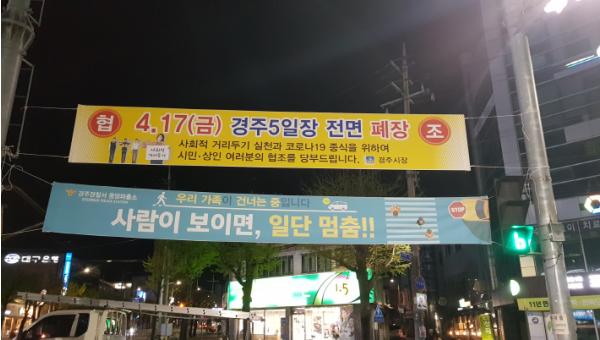 협 4.17(금) 경주5일장 전면 폐장 조
사회적 거리두기 실천과 코로나19 종식을 위하여
시민·상인 여러분의 협조를 당부드립니다. 경주시장
경주경찰서 중앙파출소
우리 가족이 건너는 중입니다
사람이 보이면, 일단 멈춤!!
STOP
대구은행
1.5